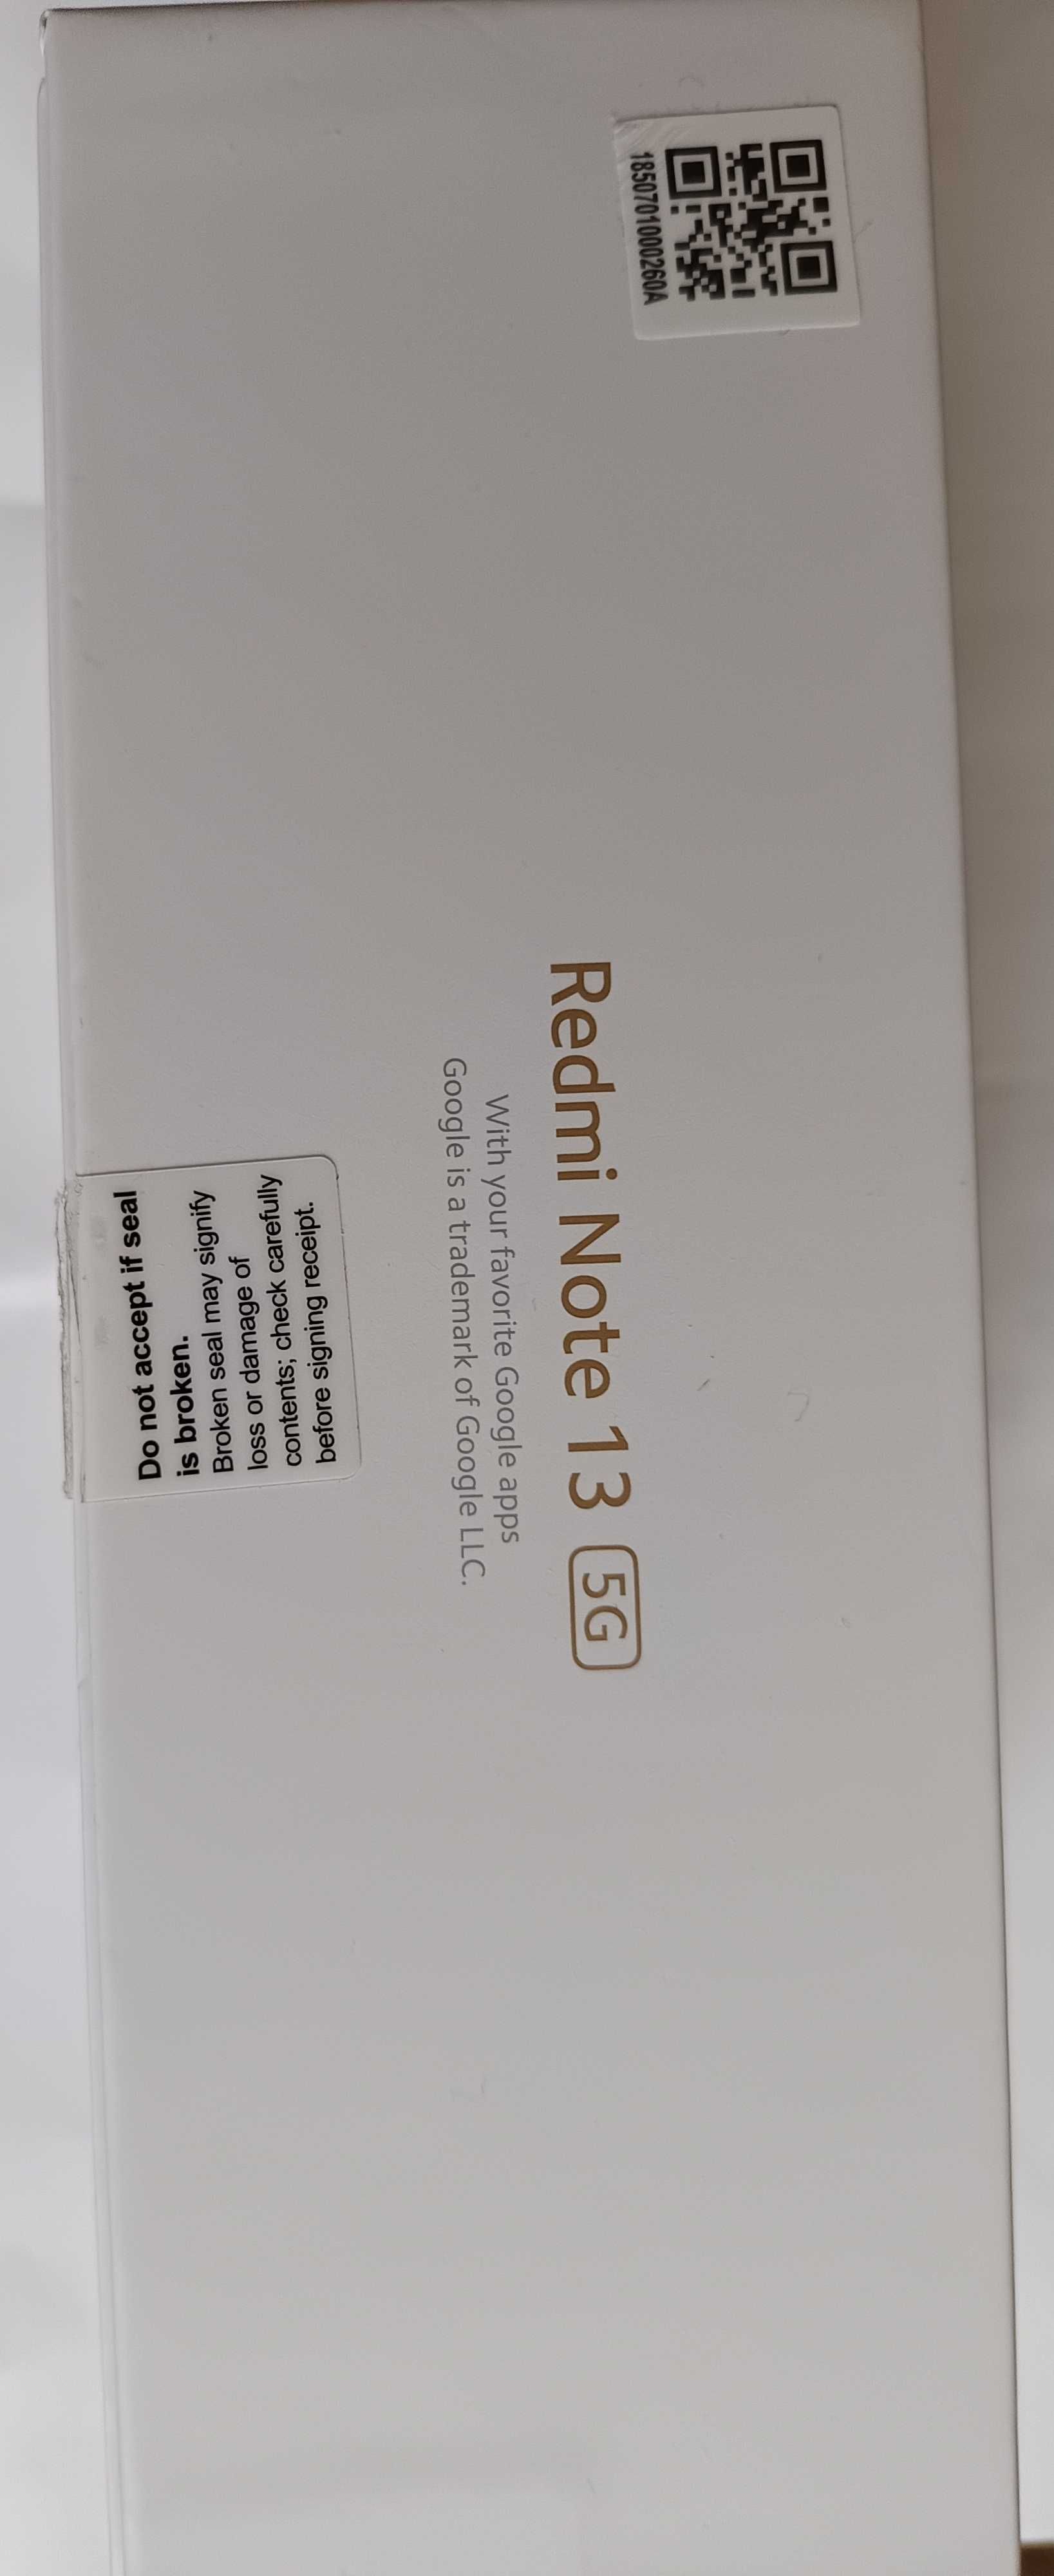 185070100260A
Redmi Note 13 5G
With your favorite Google apps
Google is a trademark of Google LLC.
Do not accept if seal
is broken.
Broken seal may signify
loss or damage of
contents; check carefully
before signing receipt.